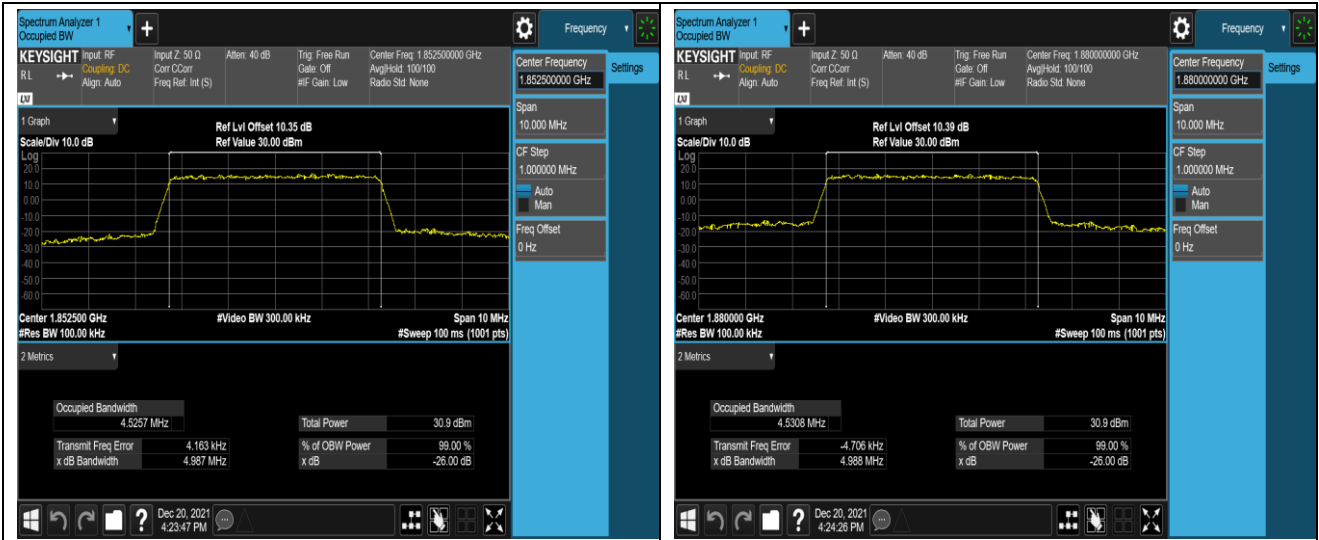 Spectrum Analyzer 1
Occupied BW
Frequency
KEYSIGHT Input: RF Input Z: 50 Ω Atten: 40 dB Trig: Free Run Center Freq: 1.852500000 GHz
RL Coupling: DC Corr CCorr Gate: Off Avg|Hold: 100/100
Align: Auto Freq Ref: Int (S) #IF Gain: Low Radio Std: None
LXI
Center Frequency
1.852500000 GHz
Settings
Span
10.000 MHz
CF Step
1.000000 MHz
Auto
Man
Freq Offset
0 Hz
1 Graph
Ref Lvl Offset 10.35 dB
Scale/Div 10.0 dB Ref Value 30.00 dBm
Log
20.0
10.0
0.00
-10.0
-20.0
-30.0
-40.0
-50.0
-60.0
Center 1.852500 GHz #Video BW 300.00 kHz Span 10 MHz
#Res BW 100.00 kHz #Sweep 100 ms (1001 pts)
2 Metrics
Occupied Bandwidth
4.5257 MHz Total Power 30.9 dBm
Transmit Freq Error 4.163 kHz % of OBW Power 99.00 %
x dB Bandwidth 4.987 MHz x dB -26.00 dB
?
Dec 20, 2021
4:23:47 PM
Spectrum Analyzer 1
Occupied BW
Frequency
KEYSIGHT Input: RF Input Z: 50 Ω Atten: 40 dB Trig: Free Run Center Freq: 1.880000000 GHz
RL Coupling: DC Corr CCorr Gate: Off Avg|Hold: 100/100
Align: Auto Freq Ref: Int (S) #IF Gain: Low Radio Std: None
LXI
Center Frequency
1.880000000 GHz
Settings
Span
10.000 MHz
CF Step
1.000000 MHz
Auto
Man
Freq Offset
0 Hz
1 Graph
Ref Lvl Offset 10.39 dB
Scale/Div 10.0 dB Ref Value 30.00 dBm
Log
20.0
10.0
0.00
-10.0
-20.0
-30.0
-40.0
-50.0
-60.0
Center 1.880000 GHz #Video BW 300.00 kHz Span 10 MHz
#Res BW 100.00 kHz #Sweep 100 ms (1001 pts)
2 Metrics
Occupied Bandwidth
4.5308 MHz Total Power 30.9 dBm
Transmit Freq Error -4.706 kHz % of OBW Power 99.00 %
x dB Bandwidth 4.988 MHz x dB -26.00 dB
?
Dec 20, 2021
4:24:26 PM